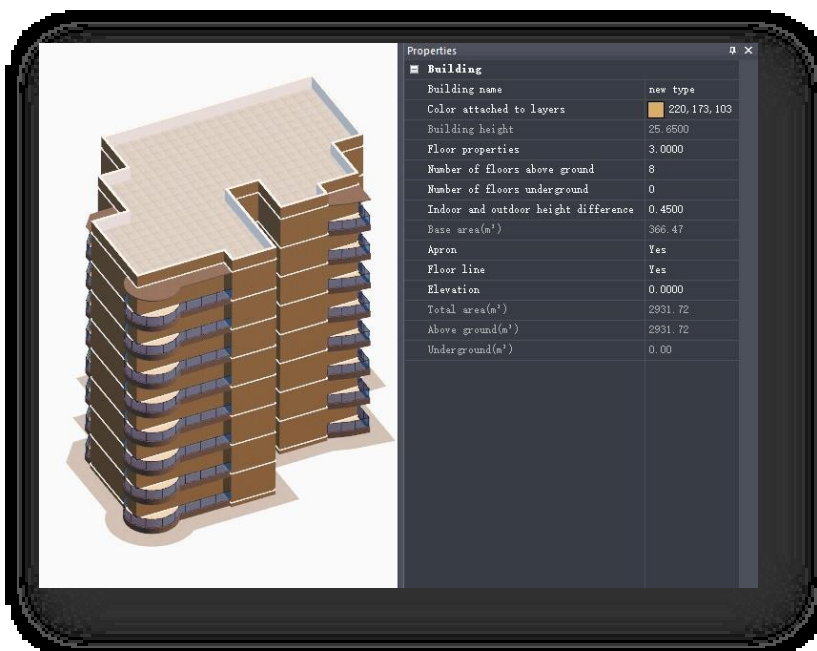 Properties
Building
Building name new type
Color attached to layers 220, 173, 103
Building height 25.6500
Floor properties 3.0000
Number of floors above ground 8
Number of floors underground 0
Indoor and outdoor height difference 0.4500
Base area(m²) 366.47
Apron Yes
Floor line Yes
Elevation 0.0000
Total area(m²) 2931.72
Above ground(m²) 2931.72
Underground(m²) 0.00